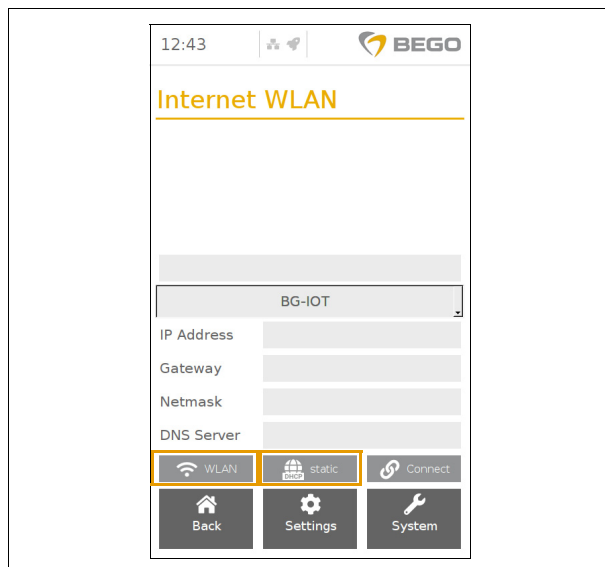 12:43 BEGO
Internet WLAN
BG-IOT
IP Address
Gateway
Netmask
DNS Server
WLAN DHCP static Connect
Back Settings System